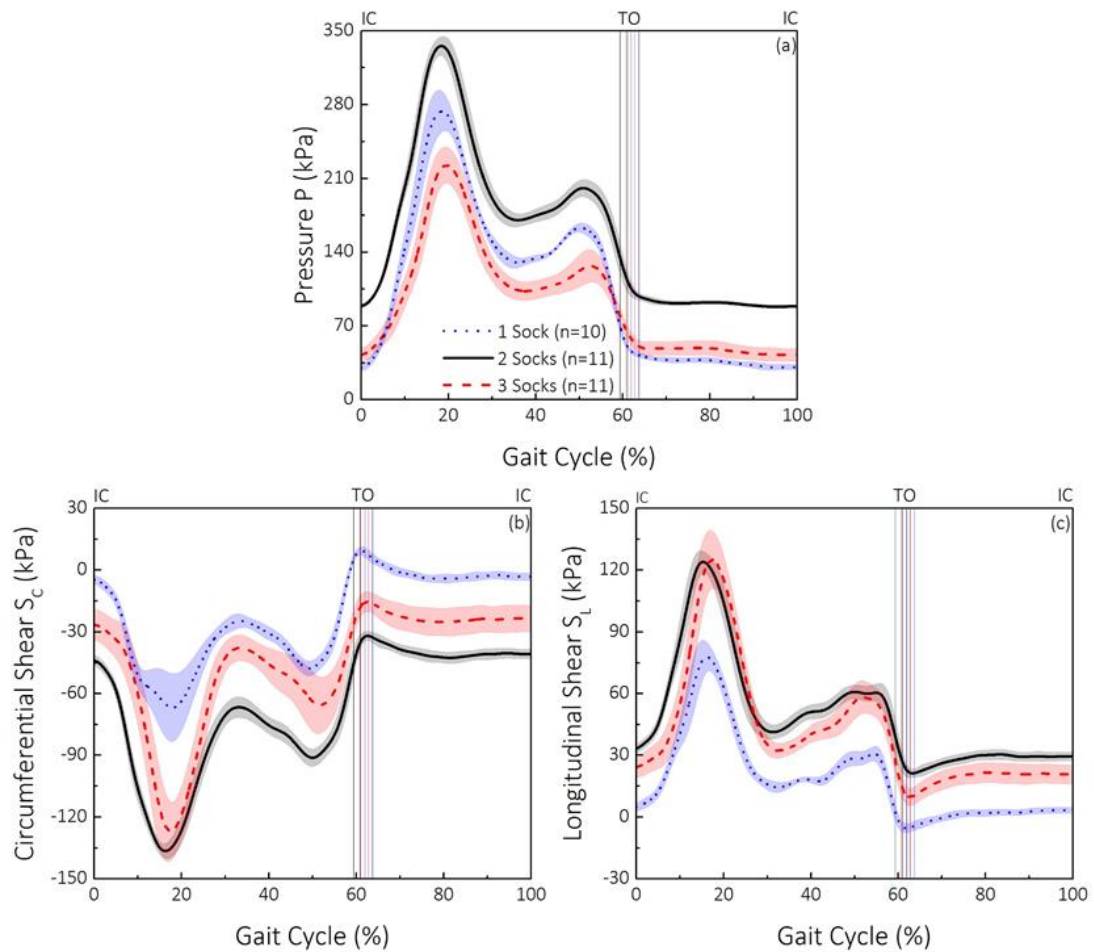 IC TO IC
350 (a)
280
210
140
70
0
Pressure P (kPa)
1 Sock (n=10)
2 Socks (n=11)
3 Socks (n=11)
0 20 40 60 80 100
Gait Cycle (%)
IC TO IC
30 (b)
0
-30
-60
-90
-120
-150
Circumferential Shear S_C (kPa)
0 20 40 60 80 100
Gait Cycle (%)
IC TO IC
150 (c)
120
90
60
30
0
-30
Longitudinal Shear S_L (kPa)
0 20 40 60 80 100
Gait Cycle (%)